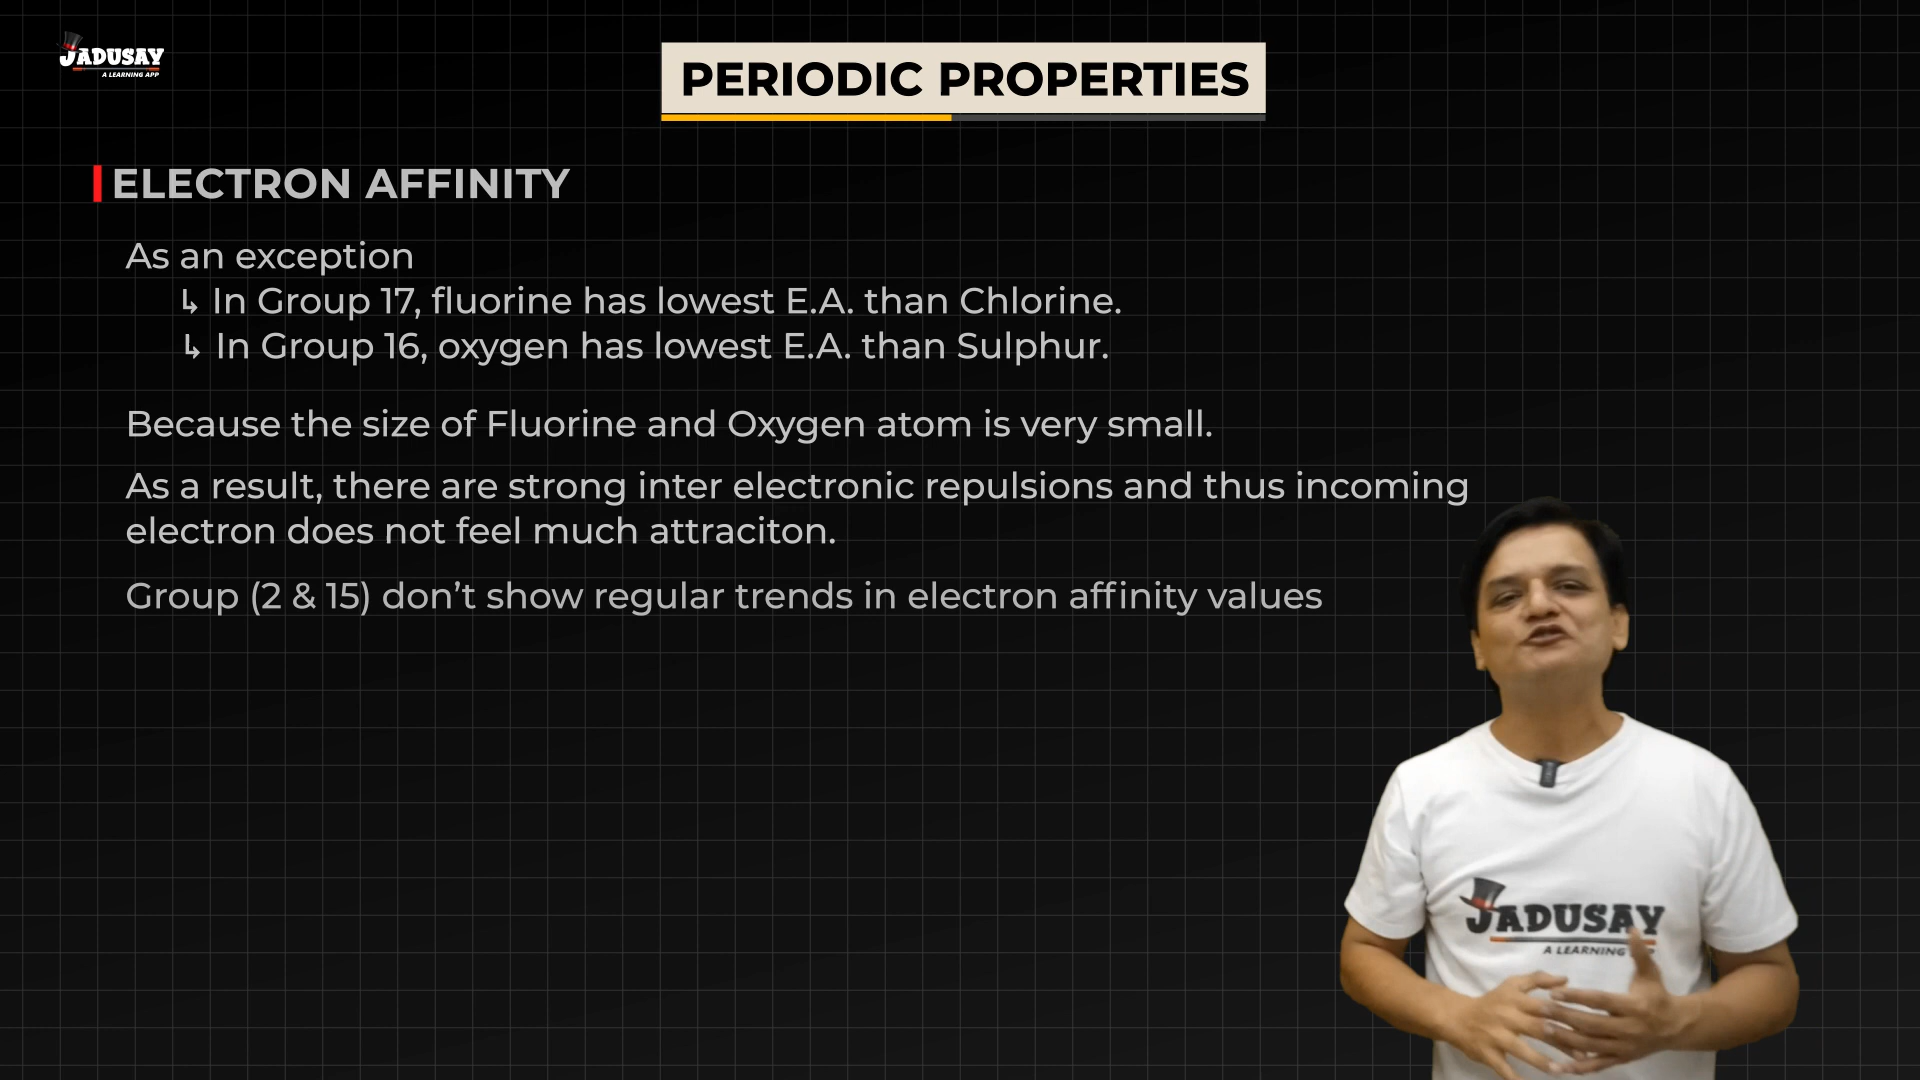 JADUSAY
A LEARNING APP
PERIODIC PROPERTIES
ELECTRON AFFINITY
As an exception
↳ In Group 17, fluorine has lowest E.A. than Chlorine.
↳ In Group 16, oxygen has lowest E.A. than Sulphur.
Because the size of Fluorine and Oxygen atom is very small.
As a result, there are strong inter electronic repulsions and thus incoming
electron does not feel much attraciton.
Group (2 & 15) don’t show regular trends in electron affinity values
JADUSAY
A LEARNING